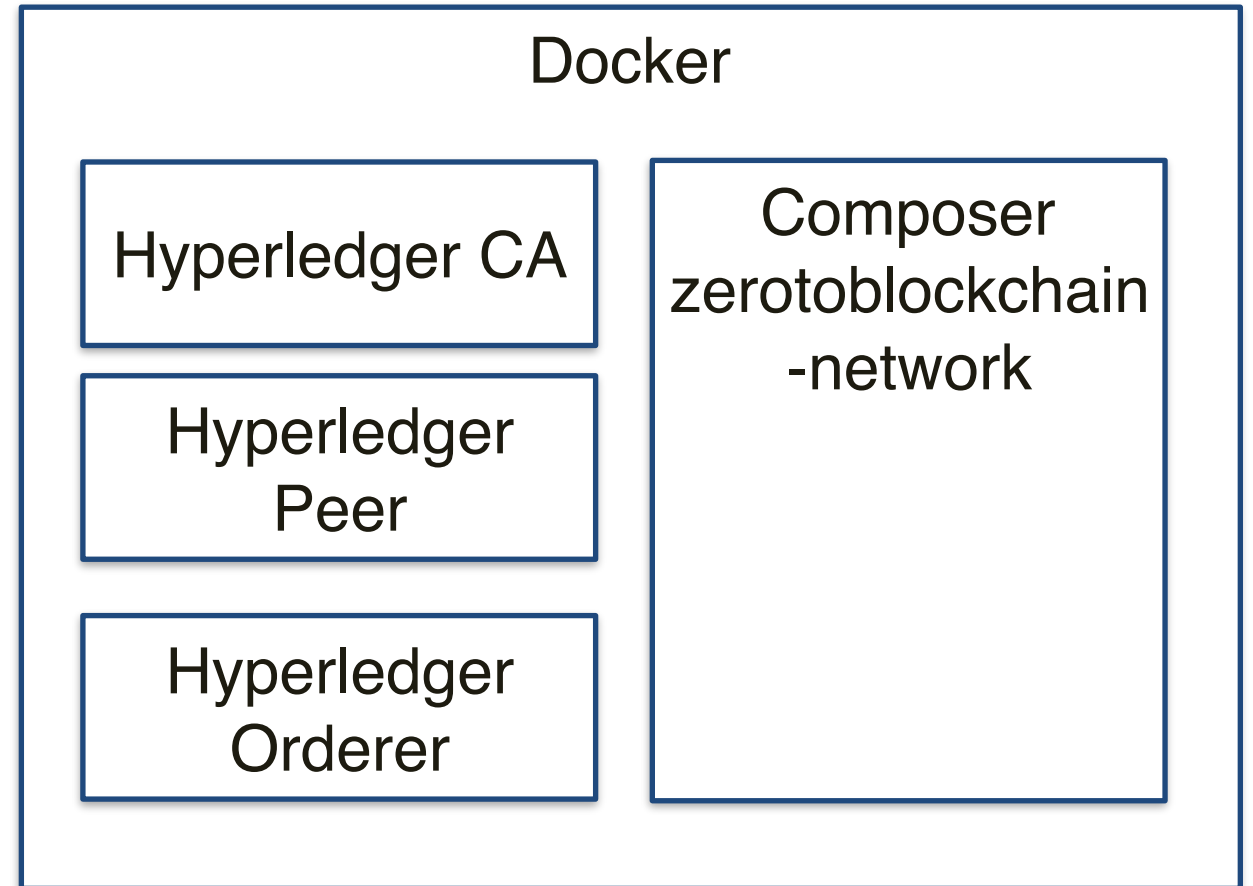 Docker
Hyperledger CA
Hyperledger
Peer
Hyperledger
Orderer
Composer
zerotoblockchain
-network